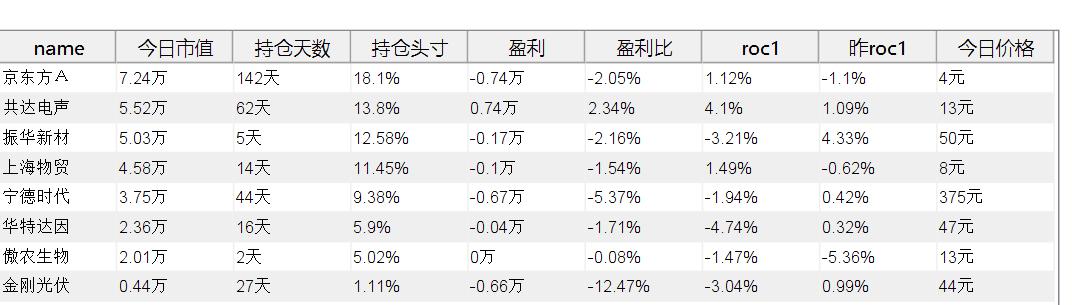 name 今日市值 持仓天数 持仓头寸 盈利 盈利比 roc1 昨roc1 今日价格
京东方Ａ 7.24万 142天 18.1% -0.74万 -2.05% 1.12% -1.1% 4元
共达电声 5.52万 62天 13.8% 0.74万 2.34% 4.1% 1.09% 13元
振华新材 5.03万 5天 12.58% -0.17万 -2.16% -3.21% 4.33% 50元
上海物贸 4.58万 14天 11.45% -0.1万 -1.54% 1.49% -0.62% 8元
宁德时代 3.75万 44天 9.38% -0.67万 -5.37% -1.94% 0.42% 375元
华特达因 2.36万 16天 5.9% -0.04万 -1.71% -4.74% 0.32% 47元
傲农生物 2.01万 2天 5.02% 0万 -0.08% -1.47% -5.36% 13元
金刚光伏 0.44万 27天 1.11% -0.66万 -12.47% -3.04% 0.99% 44元